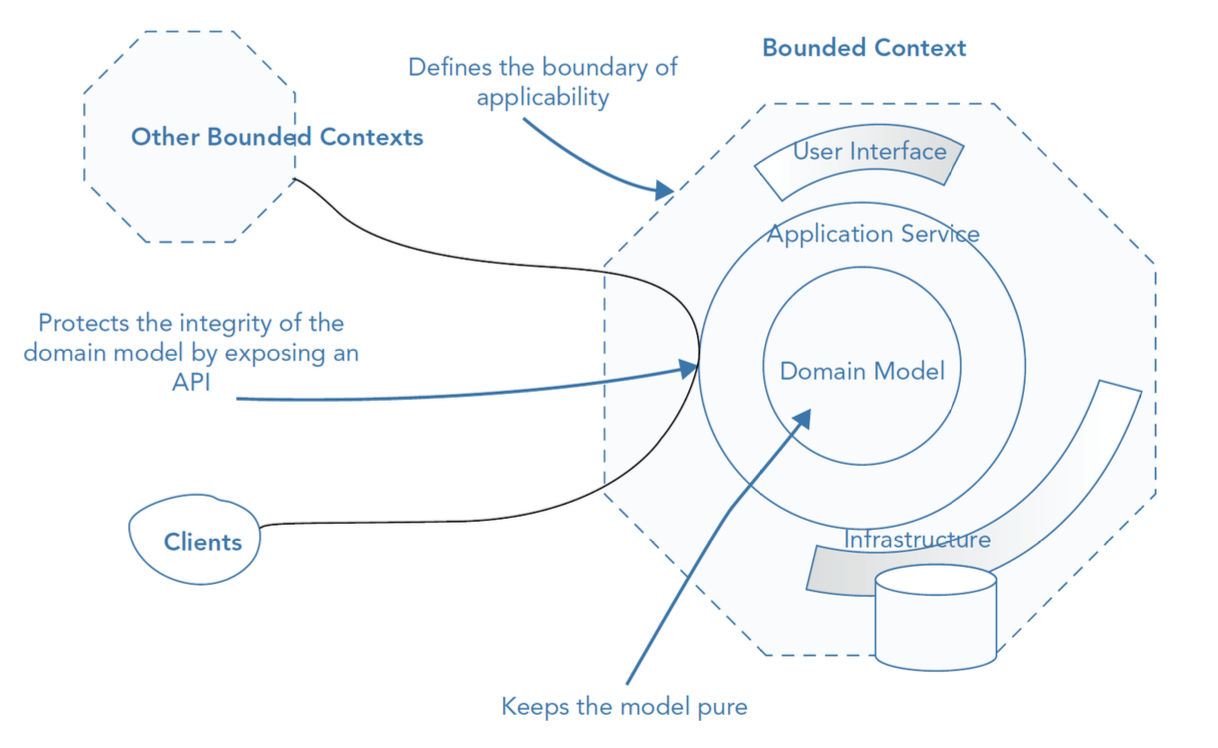 Bounded Context
Defines the boundary of
applicability
Other Bounded Contexts
User Interface
Application Service
Protects the integrity of the
domain model by exposing an
API
Domain Model
Clients
Infrastructure
Keeps the model pure